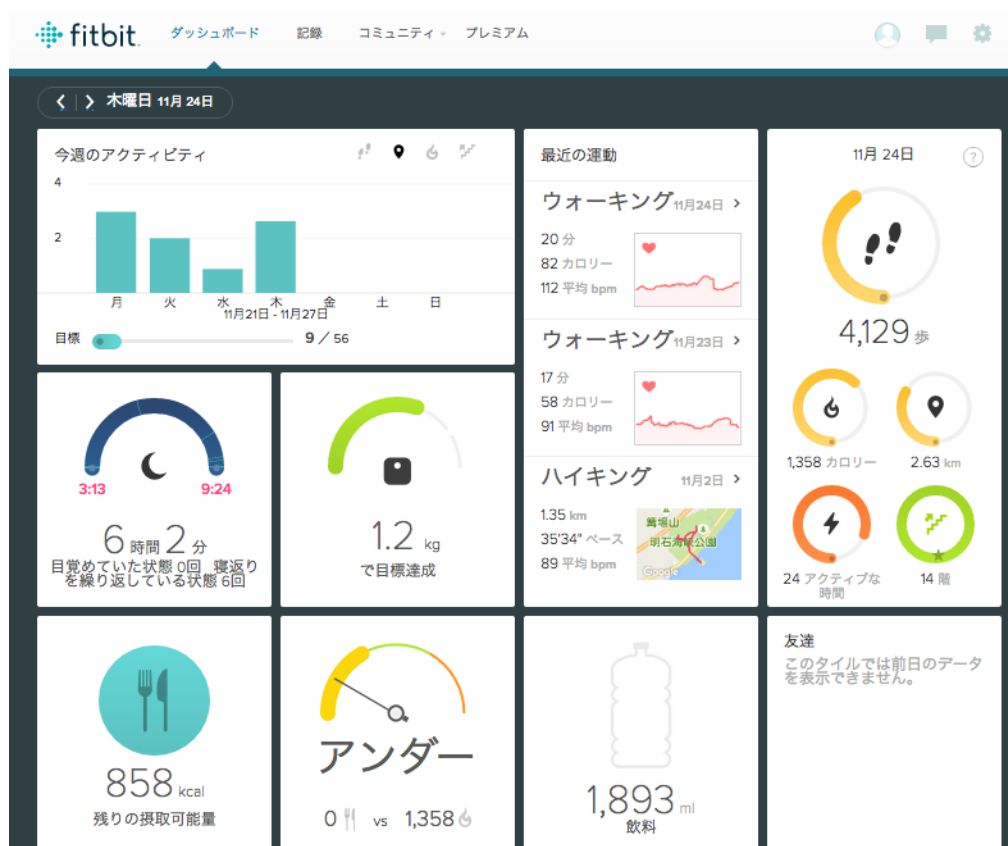 fitbit.
ダッシュボード 記録 コミュニティ プレミアム
木曜日 11月 24日
今週のアクティビティ
4
2
月 火 水 木 金 土 日
11月21日 - 11月27日
目標 9 / 56
最近の運動
ウォーキング 11月24日
20 分
82 カロリー
112 平均 bpm
ウォーキング 11月23日
17 分
58 カロリー
91 平均 bpm
ハイキング 11月2日
1.35 km
35'34" ペース
89 平均 bpm
明石海峡公園
Google
11月 24日
?
4,129 歩
1,358 カロリー 2.63 km
24 アクティブな
時間
14 階
3:13 9:24
6 時間 2 分
目覚めていた状態 0回 寝返り
を繰り返している状態 6回
1.2 kg
で目標達成
858 kcal
残りの摂取可能量
アンダー
0 vs 1,358
1,893 ml
飲料
友達
このタイルでは前日のデータ
を表示できません。